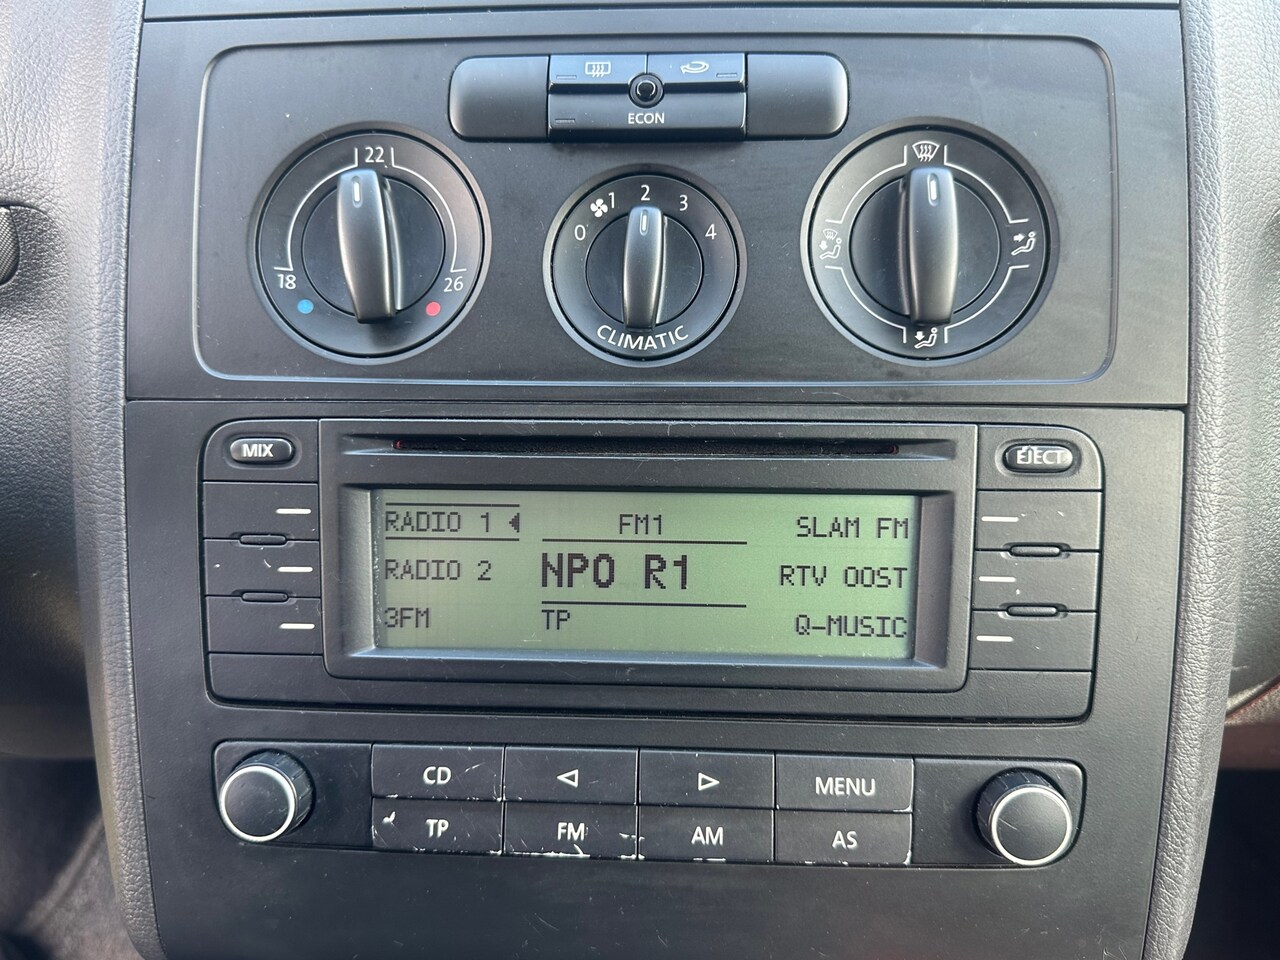 ECON
22
18
26
0 1 2 3 4
CLIMATIC
MIX
EJECT
RADIO 1
FM1
SLAM FM
RADIO 2
NPO R1
RTV OOST
3FM
TP
Q-MUSIC
CD
MENU
TP
FM
AM
AS